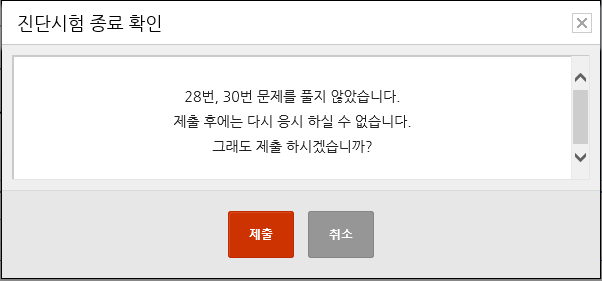 진단시험 종료 확인
28번, 30번 문제를 풀지 않았습니다.
제출 후에는 다시 응시 하실 수 없습니다.
그래도 제출 하시겠습니까?
제출
취소